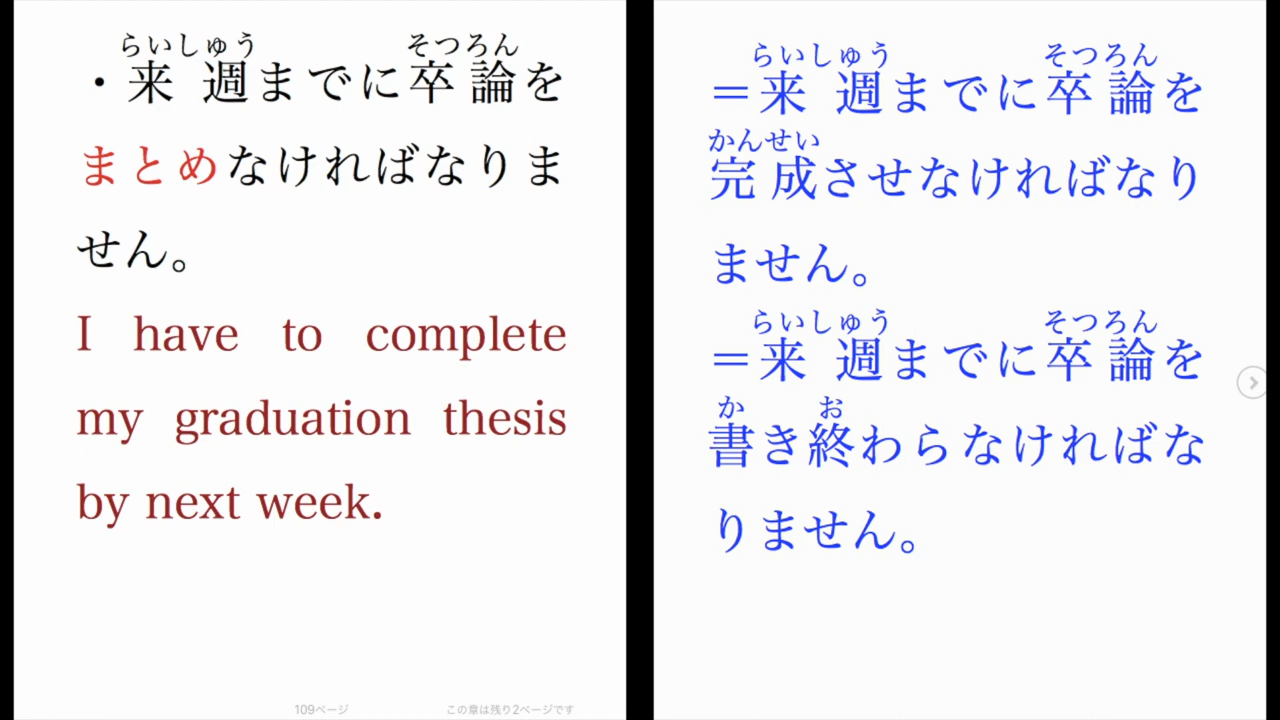 らいしゅう そつろん
・来週までに卒論を
まとめなければなりま
せん。
I have to complete
my graduation thesis
by next week.
109ページ この章は残り2ページです
らいしゅう そつろん
＝来週までに卒論を
かんせい
完成させなければなり
ません。
らいしゅう そつろん
＝来週までに卒論を
か お
書き終わらなければな
りません。